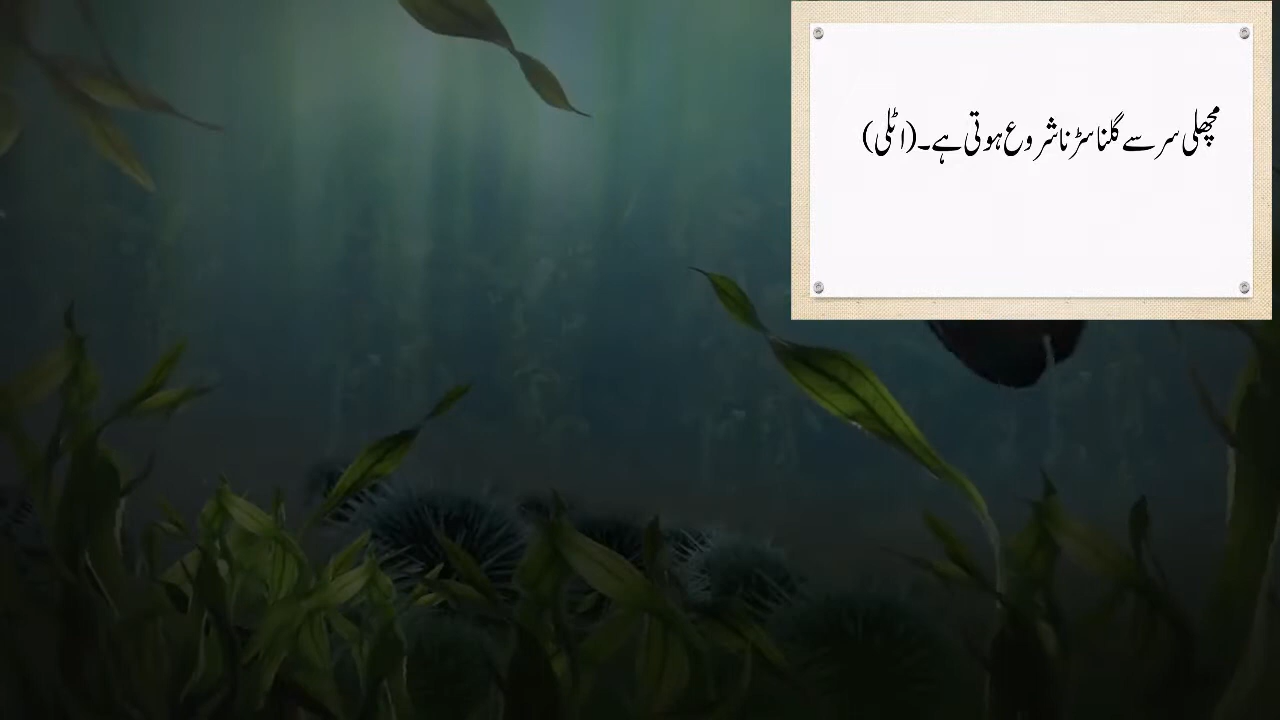 مچھلی سر سے گلنا سڑنا شروع ہوتی ہے۔ (اٹلی)